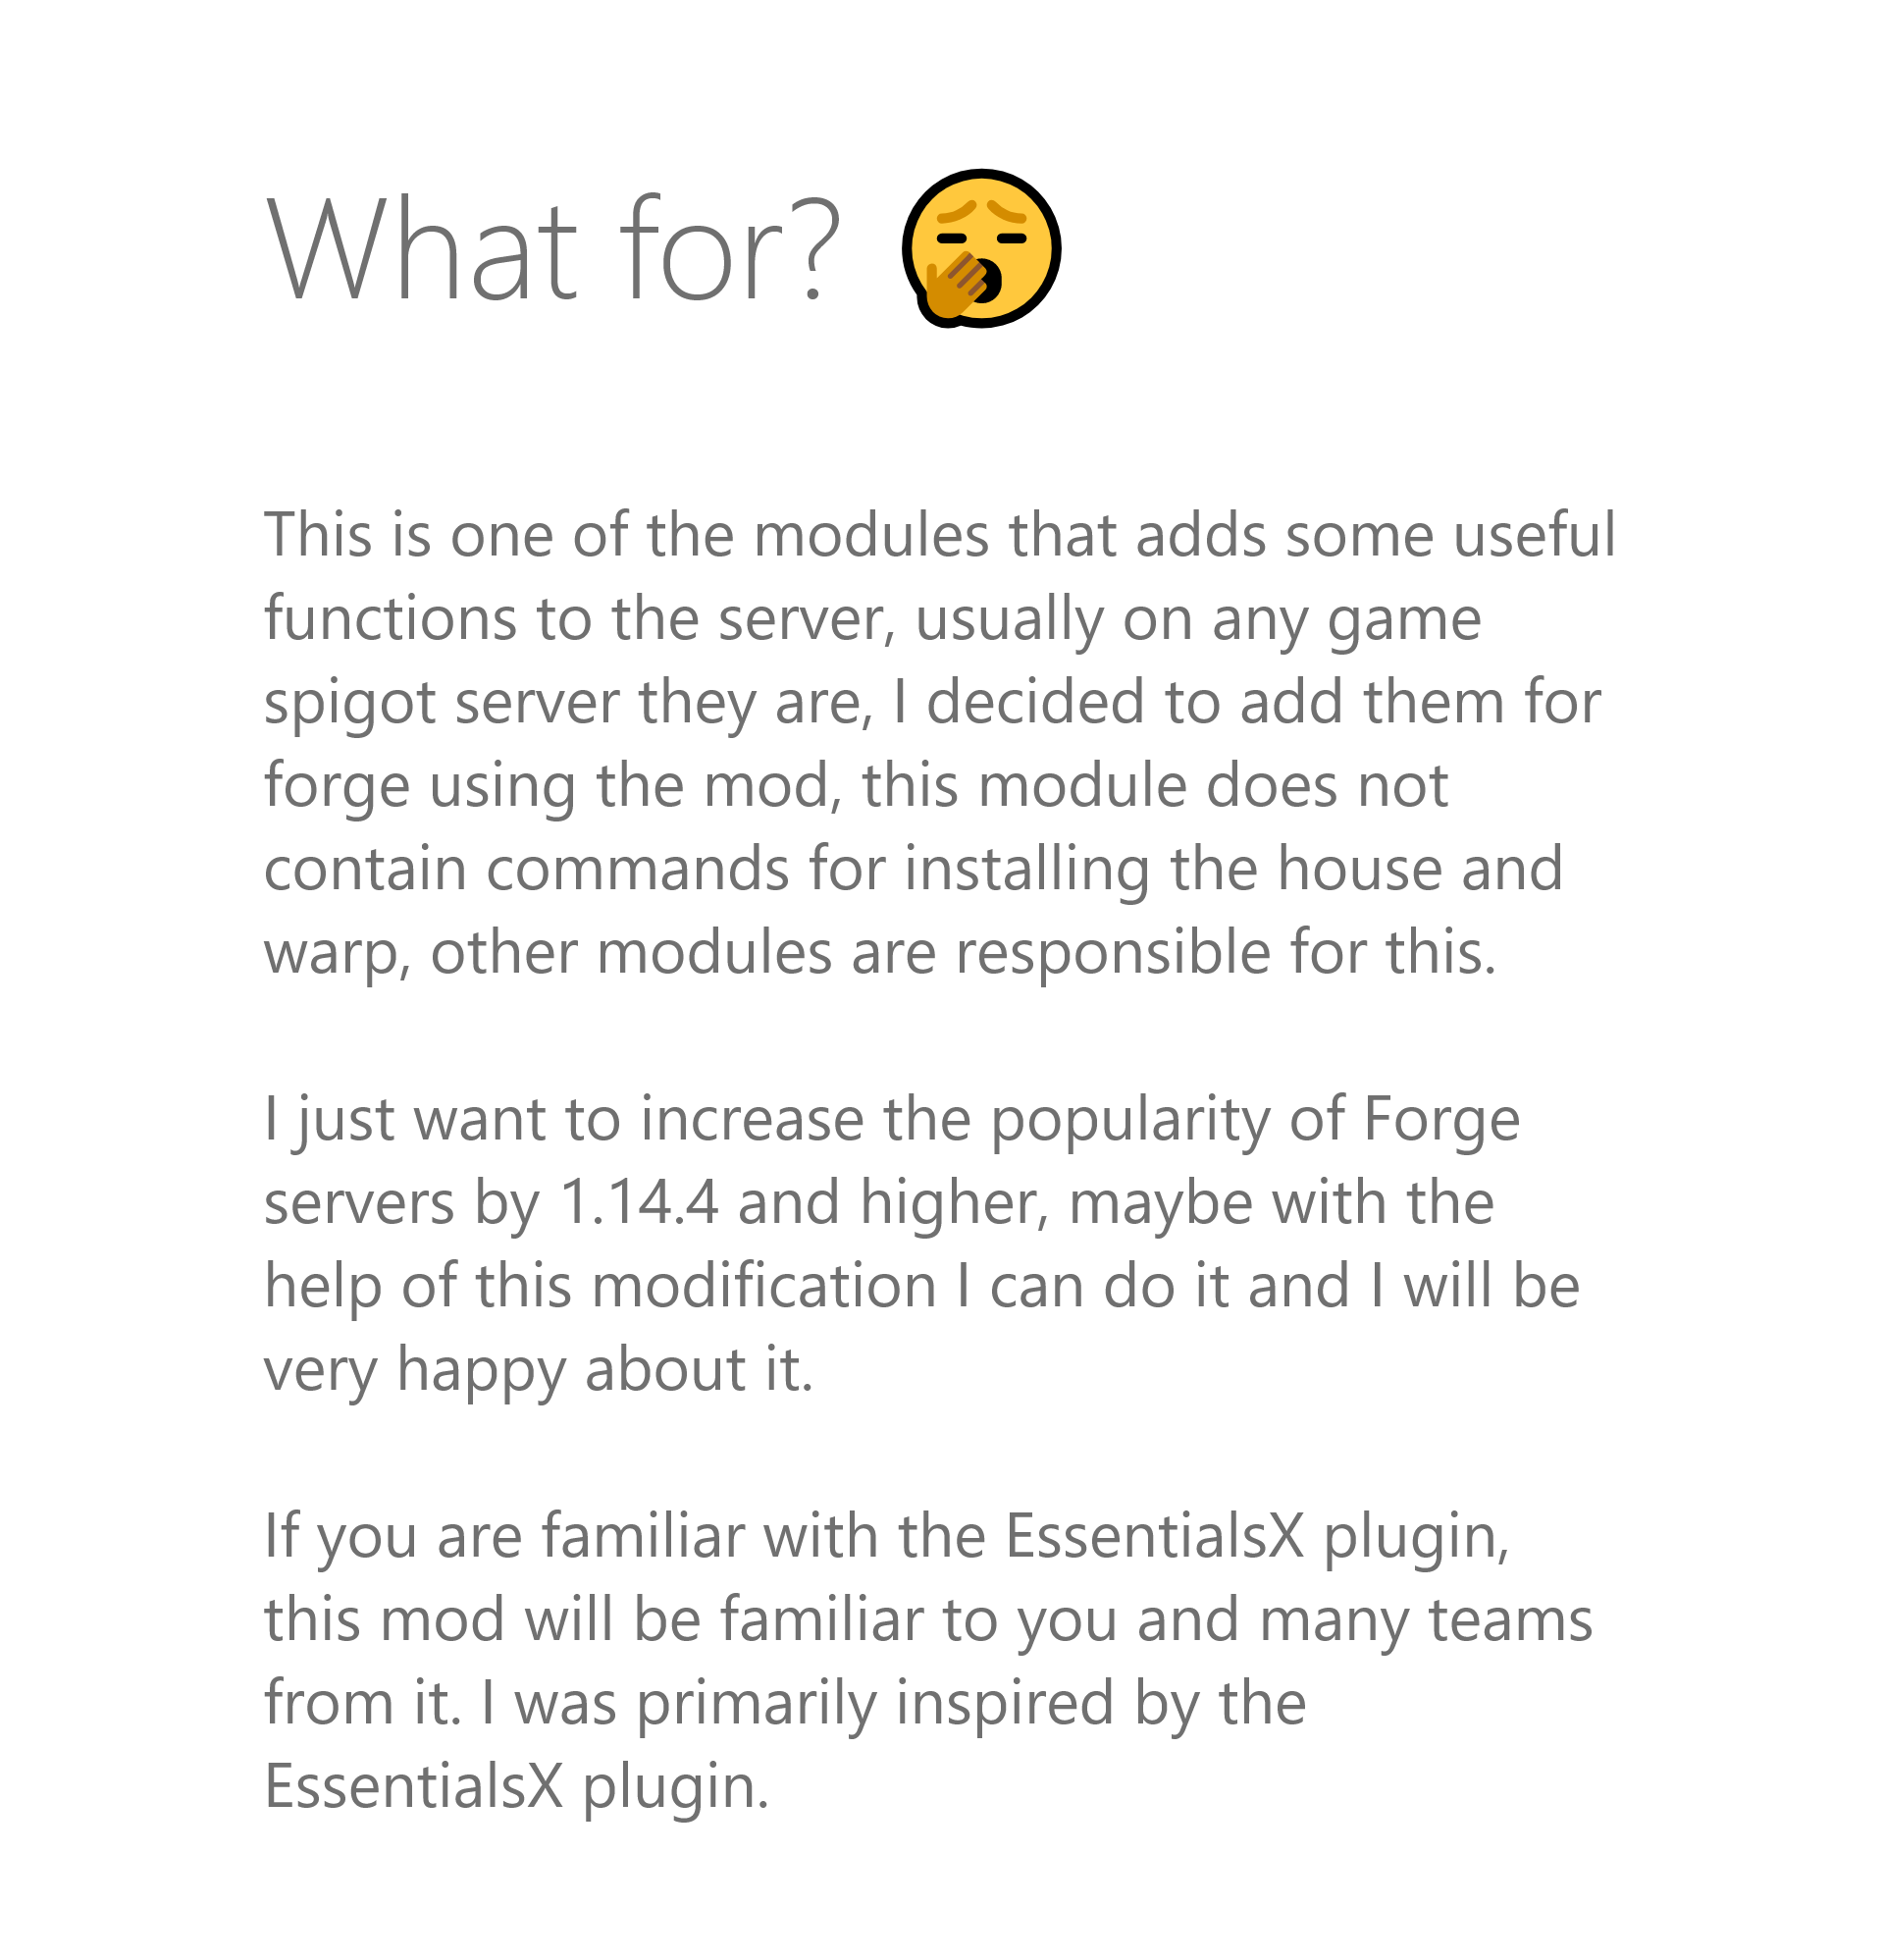 What for? 🥱
This is one of the modules that adds some useful
functions to the server, usually on any game
spigot server they are, I decided to add them for
forge using the mod, this module does not
contain commands for installing the house and
warp, other modules are responsible for this.
I just want to increase the popularity of Forge
servers by 1.14.4 and higher, maybe with the
help of this modification I can do it and I will be
very happy about it.
If you are familiar with the EssentialsX plugin,
this mod will be familiar to you and many teams
from it. I was primarily inspired by the
EssentialsX plugin.